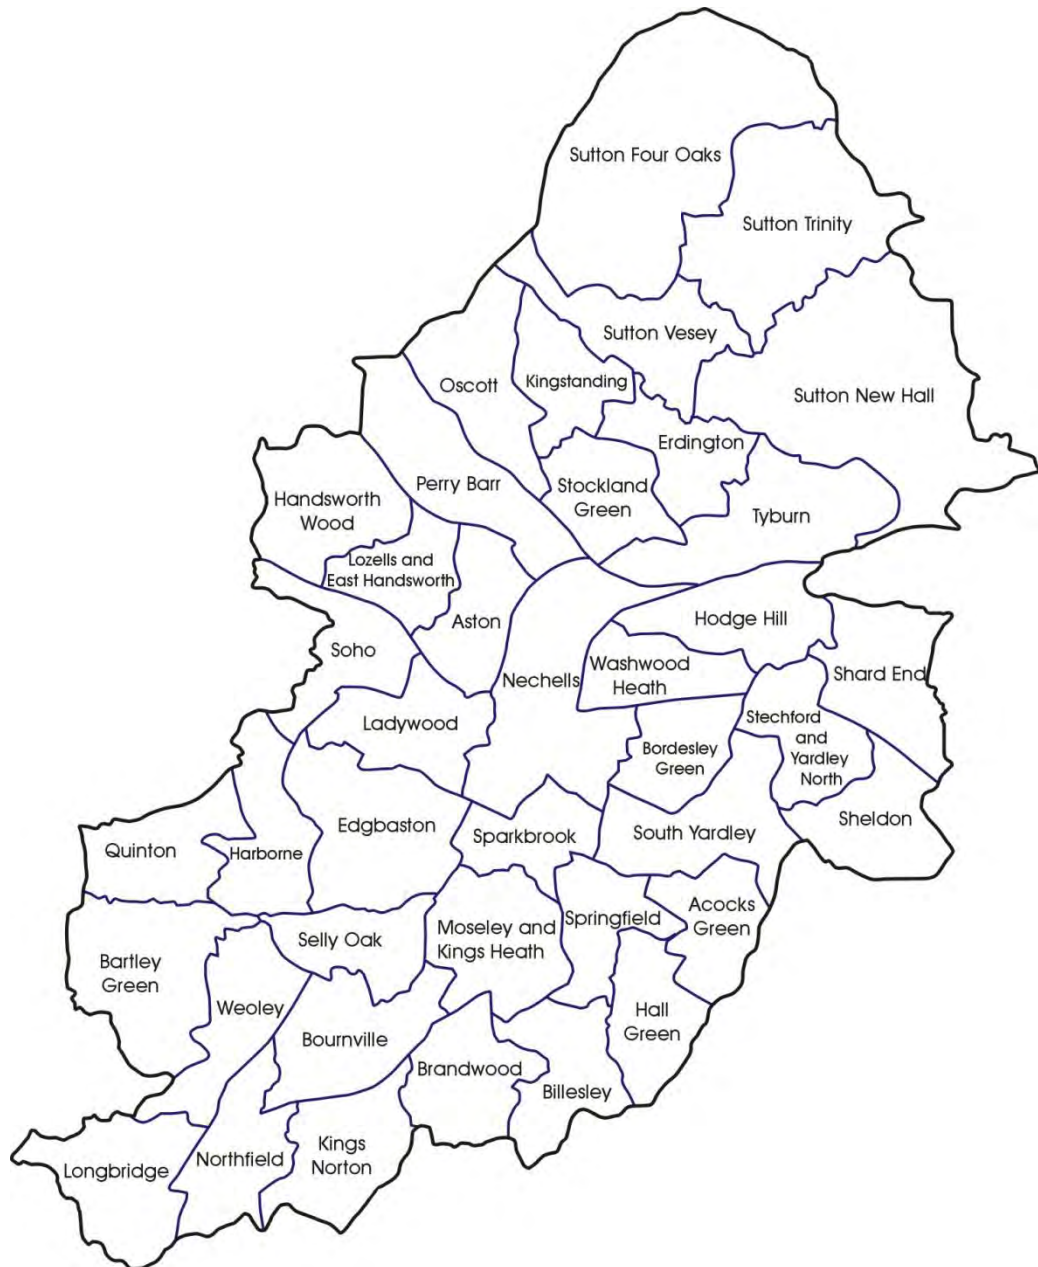 Sutton Four Oaks
Sutton Trinity
Sutton Vesey
Oscott
Kingstanding
Sutton New Hall
Erdington
Perry Barr
Stockland
Green
Handsworth
Wood
Tyburn
Lozells and
East Handsworth
Aston
Hodge Hill
Soho
Washwood
Heath
Nechells
Shard End
Ladywood
Stechford
and
Yardley
North
Bordesley
Green
Sheldon
Edgbaston
Sparkbrook
South Yardley
Quinton
Harborne
Acocks
Green
Springfield
Moseley and
Kings Heath
Selly Oak
Bartley
Green
Weoley
Hall
Green
Bournville
Brandwood
Billesley
Kings
Norton
Northfield
Longbridge